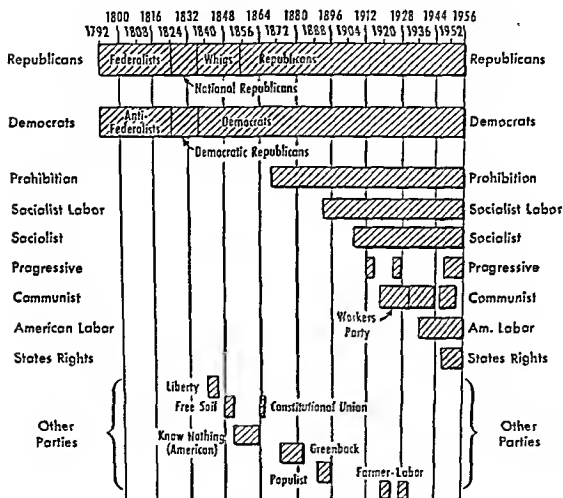 1800 1816 1832 1848 1864 1880 1896 1912 1928 1944 1956
1792 1808 1824 1840 1856 1872 1888 1904 1920 1936 1952
Republicans Federalists Whigs Republicans Republicans
National Republicans
Democrats Anti-Federalists Democrats Democrats
Democratic Republicans
Prohibition Prohibition
Socialist Labor Socialist Labor
Socialist Socialist
Progressive Progressive
Communist Communist
Workers
Party
American Labor Am. Labor
States Rights States Rights
Liberty
Free Soil Constitutional Union
Other
Parties
Know Nothing
(American)
Greenback
Populist
Farmer-Labor
Other
Parties